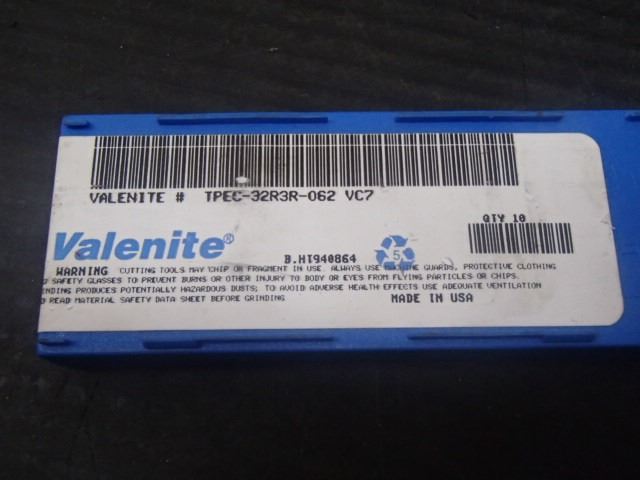 VALENITE # TPEC-32R3R-062 VC7
QTY 10
Valenite®
B.HT940864
5
WARNING CUTTING TOOLS MAY CHIP OR FRAGMENT IN USE. ALWAYS USE MACHINE GUARDS, PROTECTIVE CLOTHING
SAFETY GLASSES TO PREVENT BURNS OR OTHER INJURY TO BODY OR EYES FROM FLYING PARTICLES OR CHIPS.
PRODUCES POTENTIALLY HAZARDOUS DUSTS; TO AVOID ADVERSE HEALTH EFFECTS USE ADEQUATE VENTILATION
READ MATERIAL SAFETY DATA SHEET BEFORE GRINDING
MADE IN USA